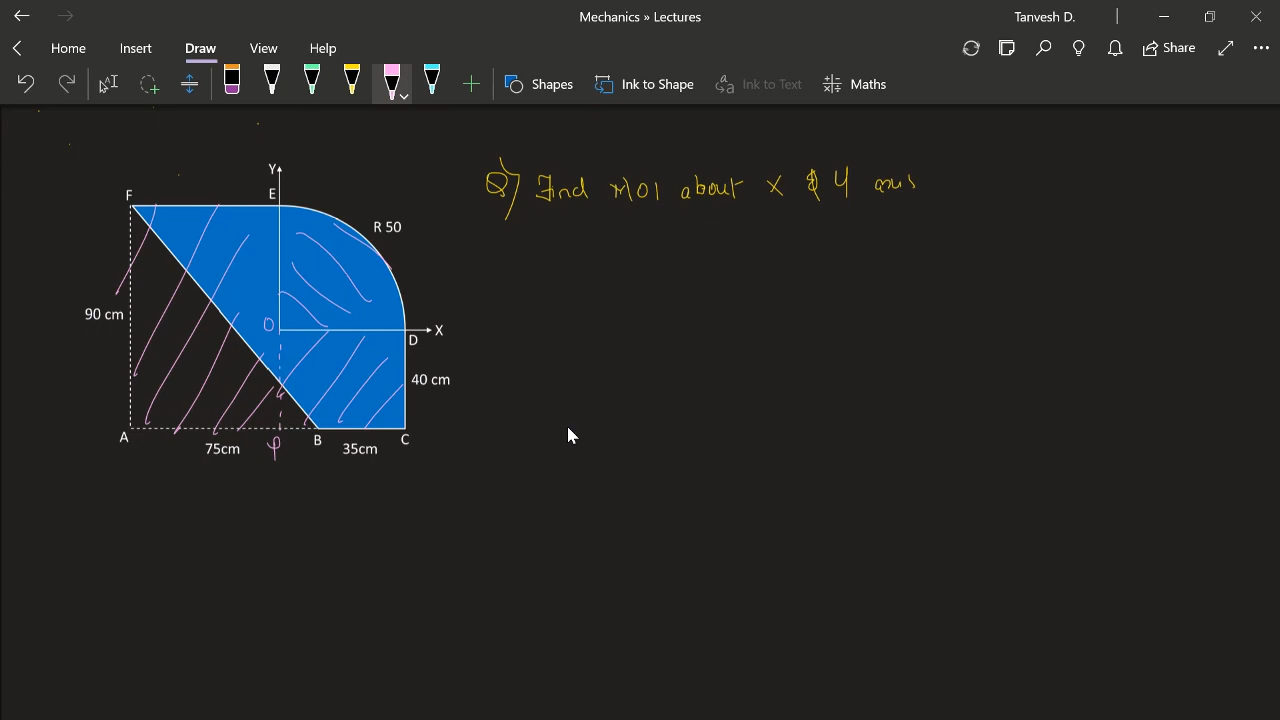 Mechanics » Lectures
Tanvesh D.
Home Insert Draw View Help
Share
Shapes
Ink to Shape
Ink to Text
Maths
Q) Find MOI about X & Y axis
Y
F
E
R 50
90 cm
O
X
D
40 cm
A
P
B
C
75cm
35cm